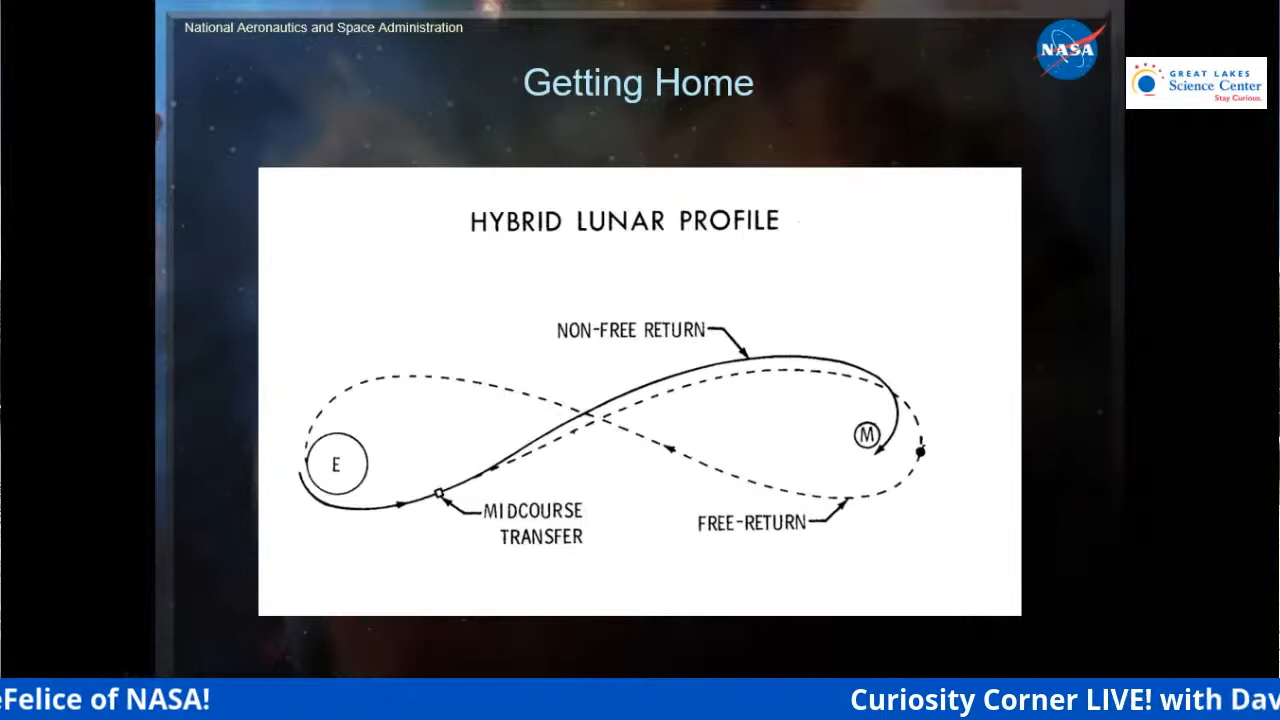 National Aeronautics and Space Administration
NASA
Getting Home
GREAT LAKES
Science Center
Stay Curious.
HYBRID LUNAR PROFILE
NON-FREE RETURN
E
M
MIDCOURSE
TRANSFER
FREE-RETURN
eFelice of NASA!
Curiosity Corner LIVE! with Dav